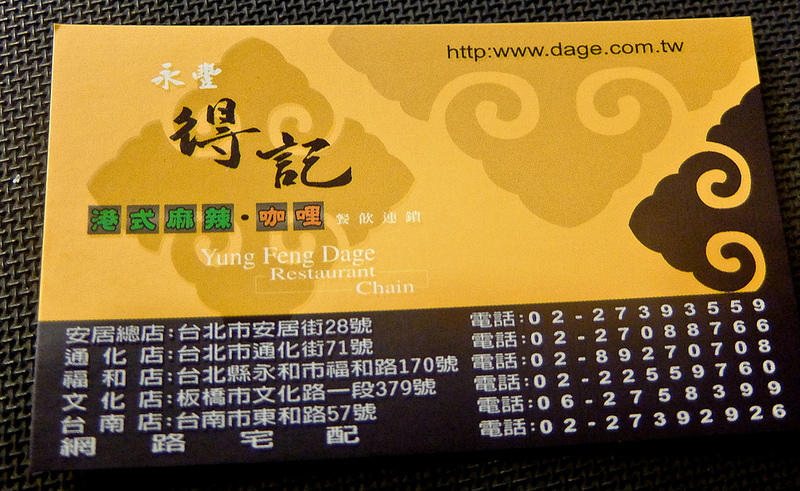 http:www.dage.com.tw
永豐
得記
港式麻辣・咖哩 餐飲連鎖
Yung Feng Dage
Restaurant
Chain
安居總店:台北市安居街28號 電話:02-27393559
通化店:台北市通化街71號 電話:02-27088766
福和店:台北縣永和市福和路170號 電話:02-89270708
文化店:板橋市文化路一段379號 電話:02-22559760
台南店:台南市東和路57號 電話:06-2758399
網路宅配 電話:02-27392926